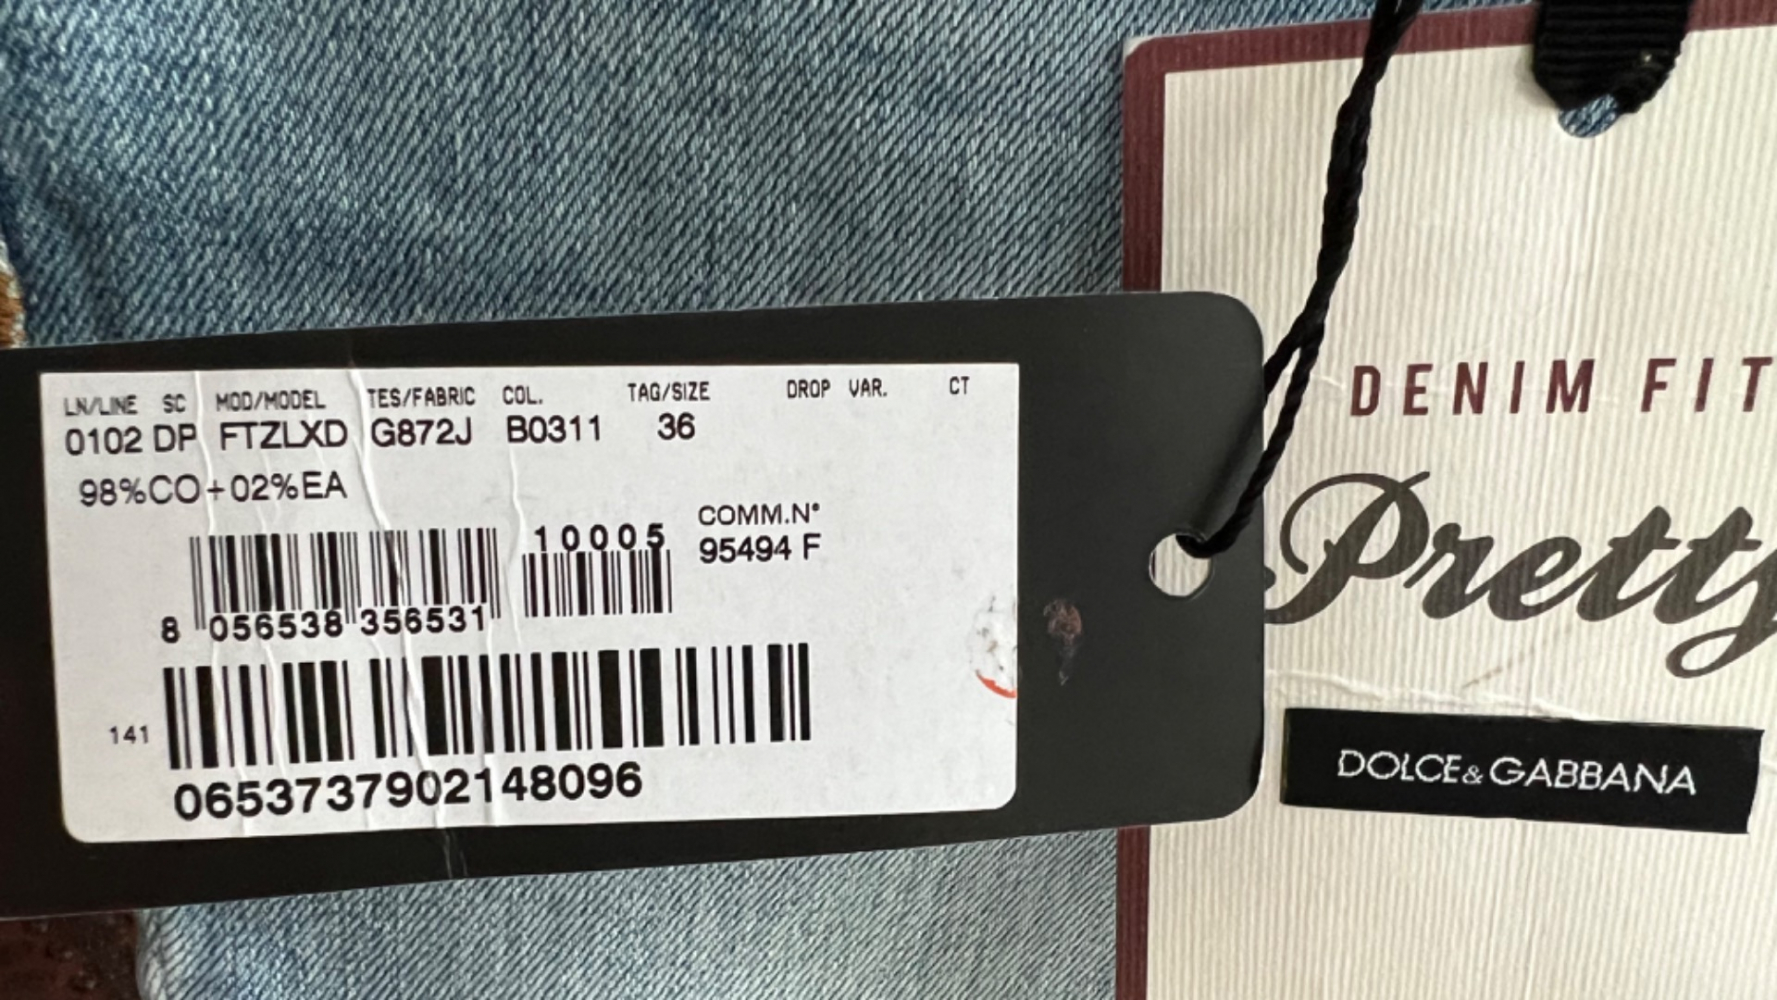 LN/LINE SC MOD/MODEL TES/FABRIC COL. TAG/SIZE DROP VAR. CT
0102 DP FTZLXD G872J B0311 36
98%CO+02%EA
10005
COMM.N°
95494 F
8 056538 356531
141
0653737902148096
DENIM FIT
Pretty
DOLCE&GABBANA